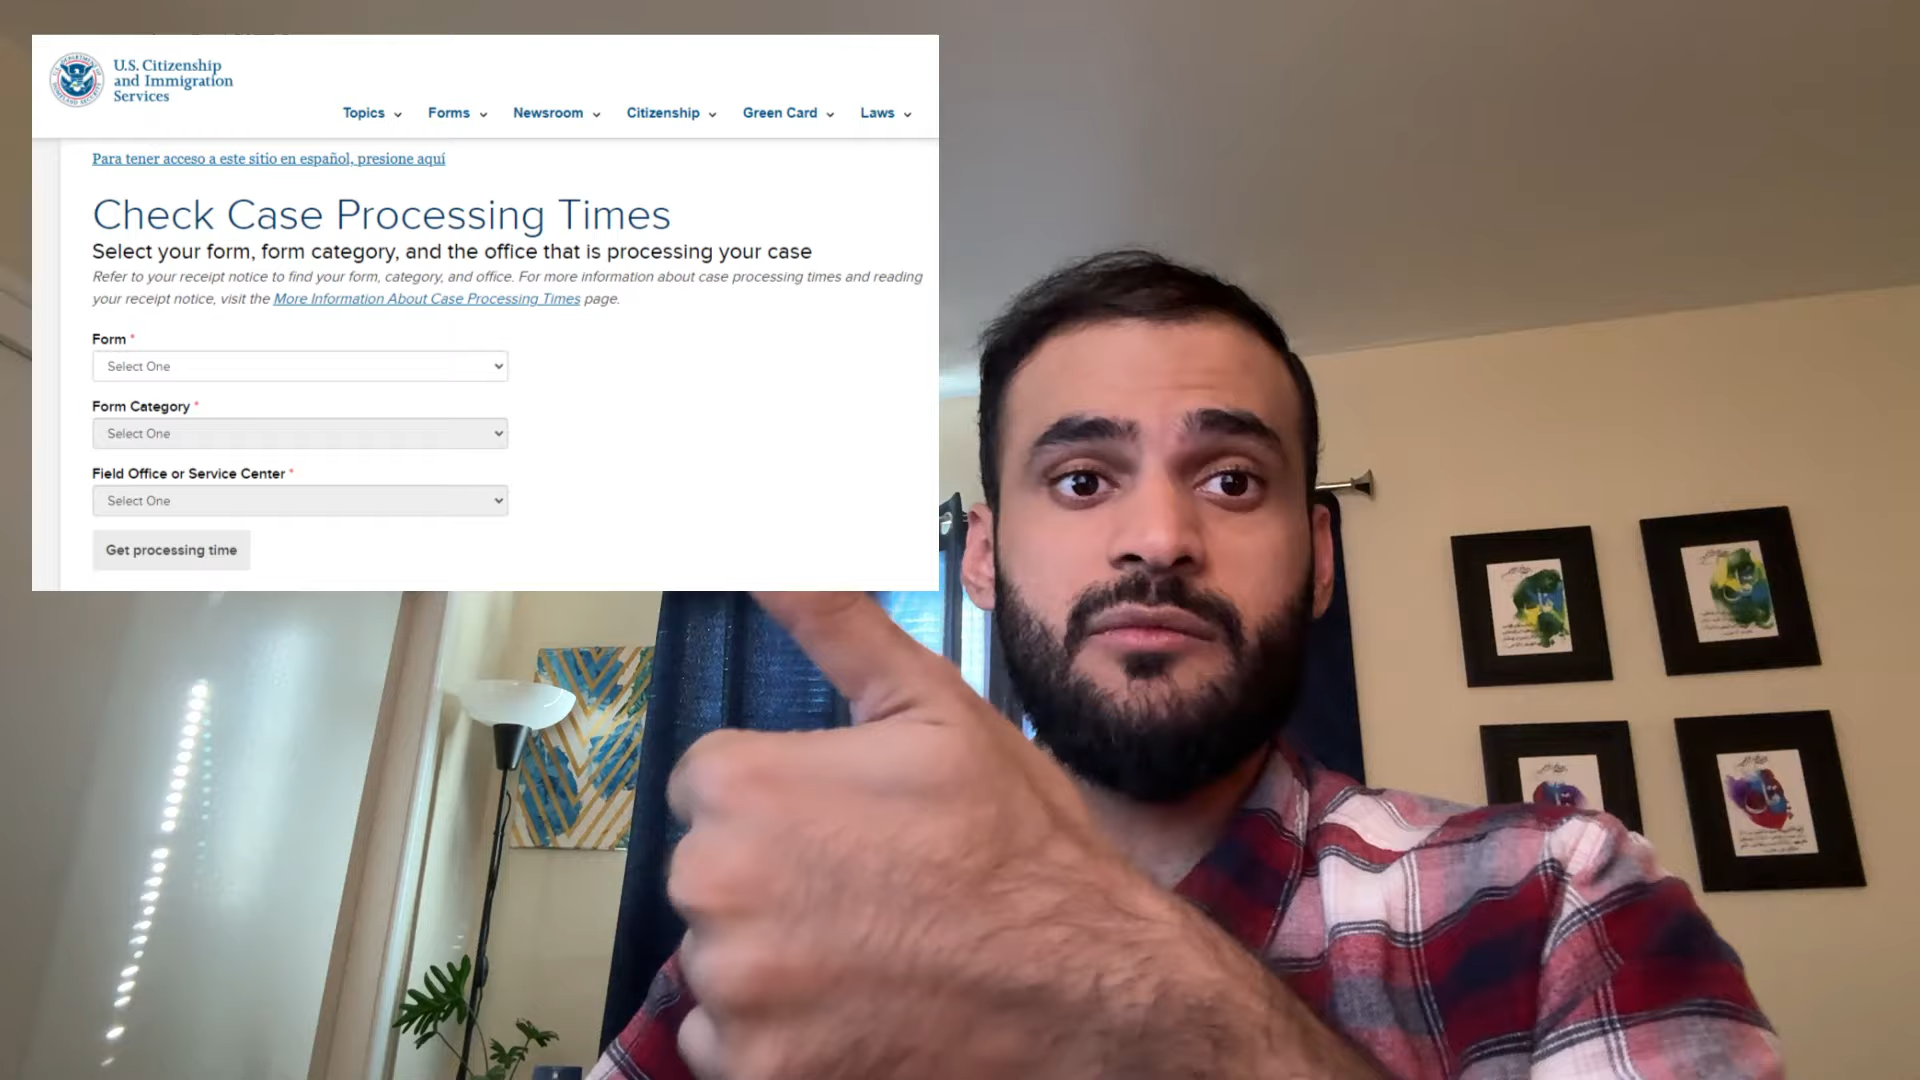 U.S. Citizenship
and Immigration
Services
Topics Forms Newsroom Citizenship Green Card Laws
Para tener acceso a este sitio en español, presione aquí
Check Case Processing Times
Select your form, form category, and the office that is processing your case
Refer to your receipt notice to find your form, category, and office. For more information about case processing times and reading
your receipt notice, visit the More Information About Case Processing Times page.
Form *
Select One
Form Category *
Select One
Field Office or Service Center *
Select One
Get processing time